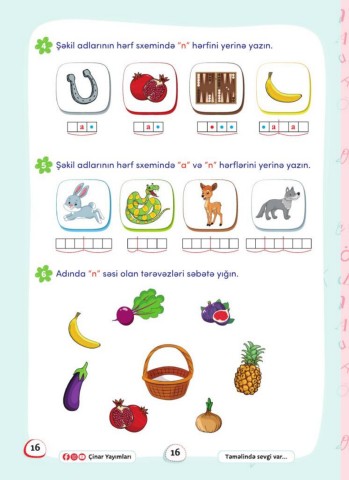 4 Şəkil adlarının hərf sxemində "n" hərfini yerinə yazın.
a a a a
5 Şəkil adlarının hərf sxemində "a" və "n" hərflərini yerinə yazın.
6 Adında "n" səsi olan tərəvəzləri səbətə yığın.
16 Çinar Yayımları 16 Təməlində sevgi var...